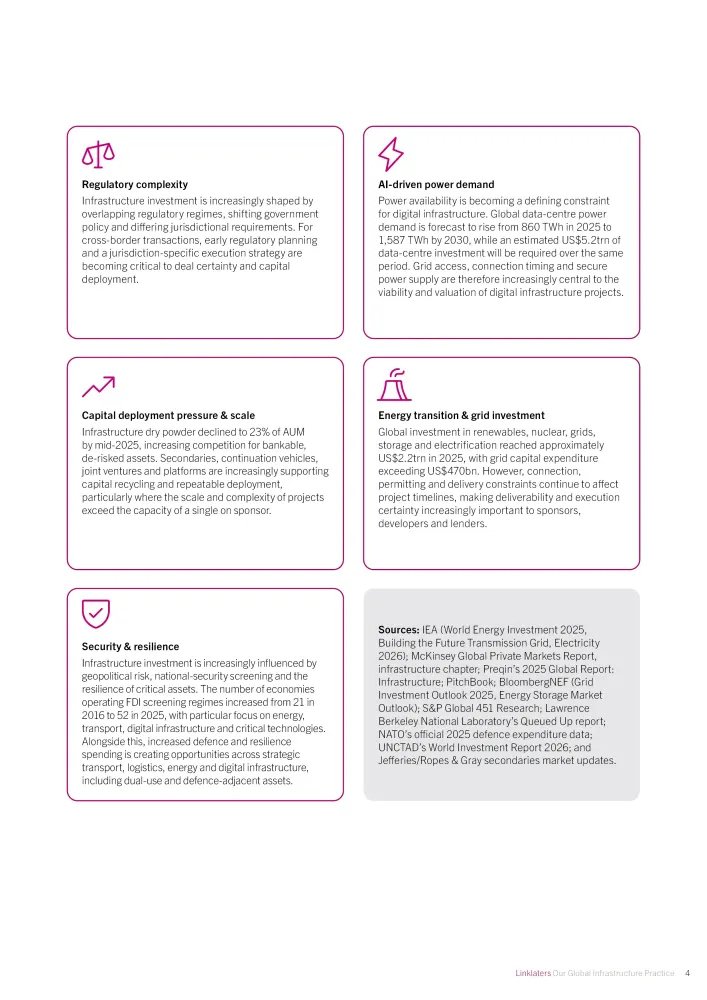 Regulatory complexity
Infrastructure investment is increasingly shaped by
overlapping regulatory regimes, shifting government
policy and differing jurisdictional requirements. For
cross-border transactions, early regulatory planning
and a jurisdiction-specific execution strategy are
becoming critical to deal certainty and capital
deployment.
AI-driven power demand
Power availability is becoming a defining constraint
for digital infrastructure. Global data-centre power
demand is forecast to rise from 860 TWh in 2025 to
1,587 TWh by 2030, while an estimated US$5.2trn of
data-centre investment will be required over the same
period. Grid access, connection timing and secure
power supply are therefore increasingly central to the
viability and valuation of digital infrastructure projects.
Capital deployment pressure & scale
Infrastructure dry powder declined to 23% of AUM
by mid-2025, increasing competition for bankable,
de-risked assets. Secondaries, continuation vehicles,
joint ventures and platforms are increasingly supporting
capital recycling and repeatable deployment,
particularly where the scale and complexity of projects
exceed the capacity of a single on sponsor.
Energy transition & grid investment
Global investment in renewables, nuclear, grids,
storage and electrification reached approximately
US$2.2trn in 2025, with grid capital expenditure
exceeding US$470bn. However, connection,
permitting and delivery constraints continue to affect
project timelines, making deliverability and execution
certainty increasingly important to sponsors,
developers and lenders.
Security & resilience
Infrastructure investment is increasingly influenced by
geopolitical risk, national-security screening and the
resilience of critical assets. The number of economies
operating FDI screening regimes increased from 21 in
2016 to 52 in 2025, with particular focus on energy,
transport, digital infrastructure and critical technologies.
Alongside this, increased defence and resilience
spending is creating opportunities across strategic
transport, logistics, energy and digital infrastructure,
including dual-use and defence-adjacent assets.
Sources: IEA (World Energy Investment 2025,
Building the Future Transmission Grid, Electricity
2026); McKinsey Global Private Markets Report,
infrastructure chapter; Preqin's 2025 Global Report:
Infrastructure; PitchBook; BloombergNEF (Grid
Investment Outlook 2025, Energy Storage Market
Outlook); S&P Global 451 Research; Lawrence
Berkeley National Laboratory's Queued Up report;
NATO's official 2025 defence expenditure data;
UNCTAD's World Investment Report 2026; and
Jefferies/Ropes & Gray secondaries market updates.
Linklaters Our Global Infrastructure Practice 4